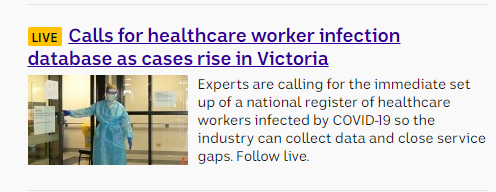 LIVE Calls for healthcare worker infection
database as cases rise in Victoria
Experts are calling for the immediate set
up of a national register of healthcare
workers infected by COVID-19 so the
industry can collect data and close service
gaps. Follow live.